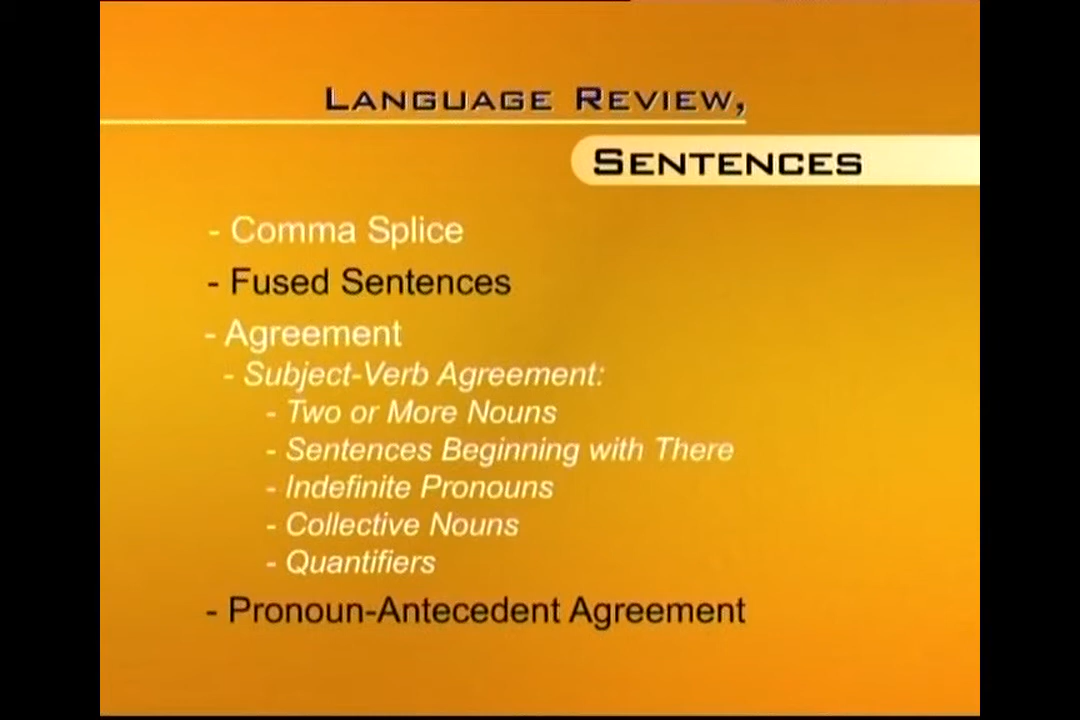 Language Review,
Sentences
- Comma Splice
- Fused Sentences
- Agreement
- Subject-Verb Agreement:
- Two or More Nouns
- Sentences Beginning with There
- Indefinite Pronouns
- Collective Nouns
- Quantifiers
- Pronoun-Antecedent Agreement